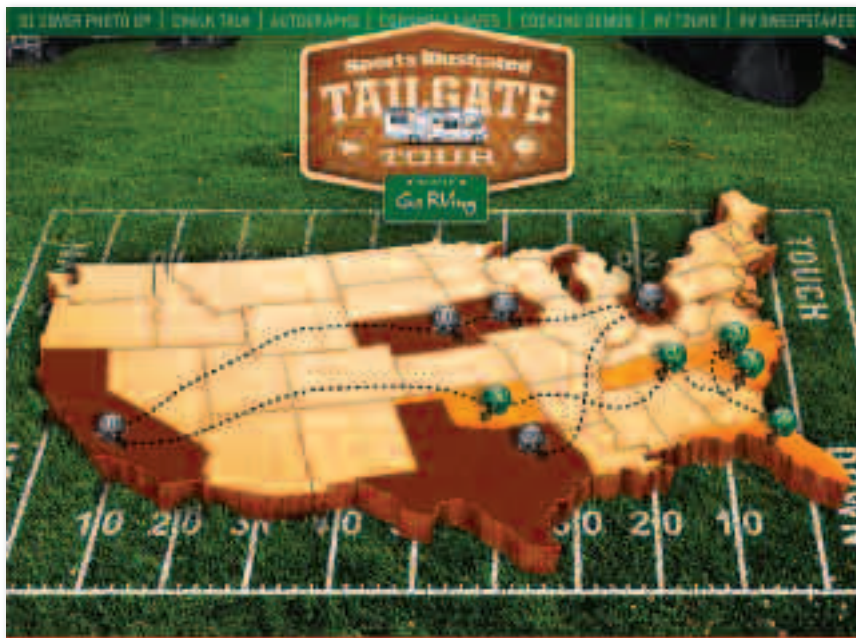 SI COVER PHOTO OP | CHALK TALK | AUTOGRAPHS | CORNHOLE GAMES | COOKING DEMOS | RV TOURS | RV SWEEPSTAKES
Sports Illustrated
TAILGATE
TOUR
Go RVing
TOUCH
DOWN
10 20 30 40 20 10